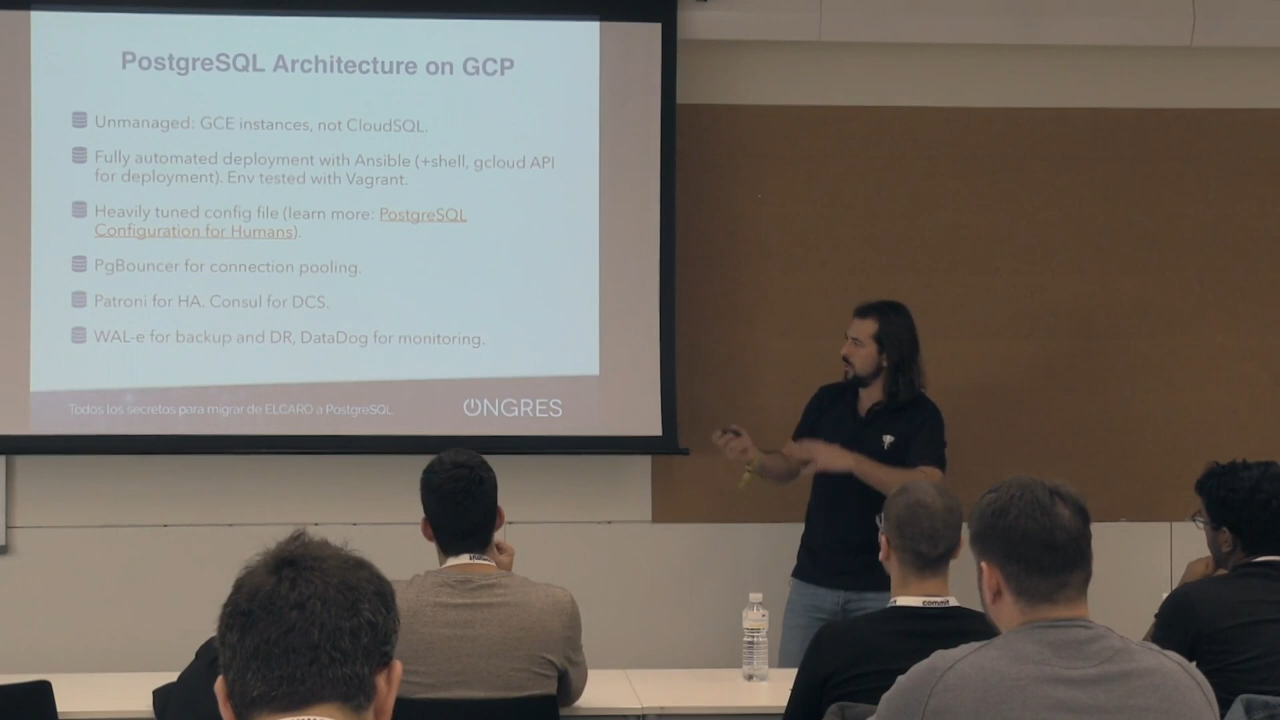 PostgreSQL Architecture on GCP
Unmanaged: GCE instances, not CloudSQL.
Fully automated deployment with Ansible (+shell, gcloud API
for deployment). Env tested with Vagrant.
Heavily tuned config file (learn more: PostgreSQL
Configuration for Humans).
PgBouncer for connection pooling.
Patroni for HA. Consul for DCS.
WAL-e for backup and DR, DataDog for monitoring.
Todos los secretos para migrar de ELCARO a PostgreSQL
ONGRES
commit